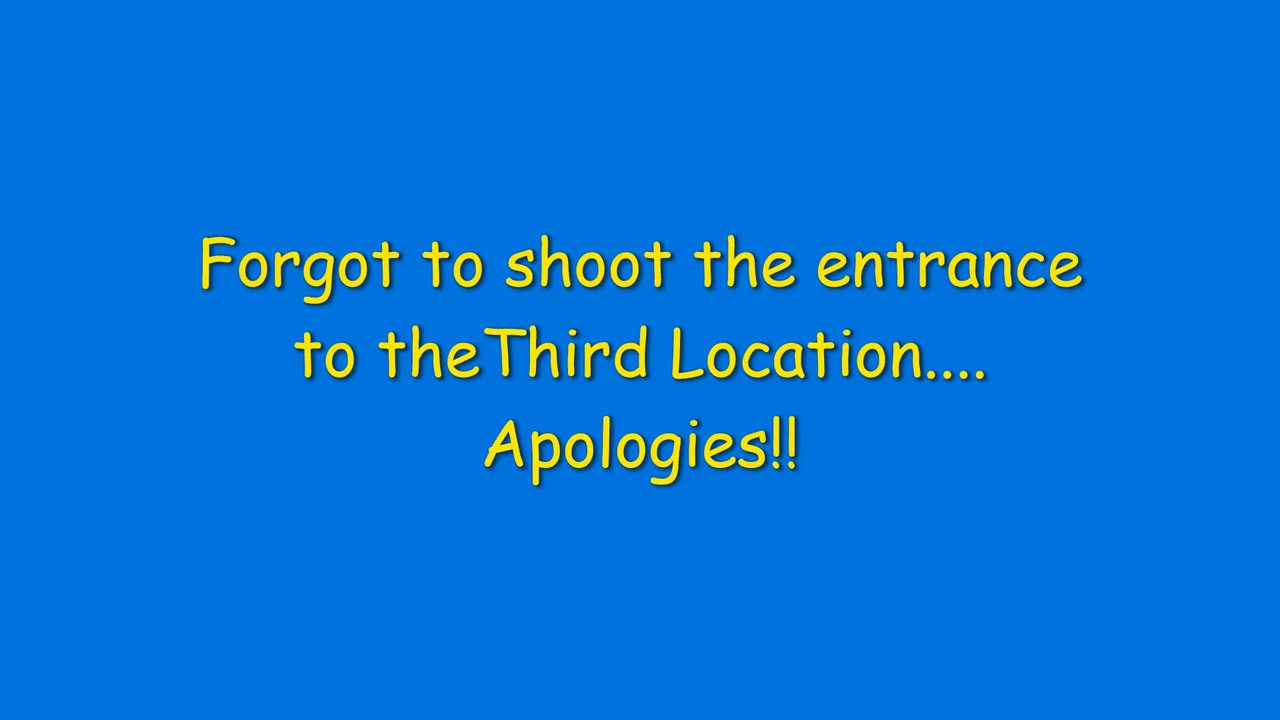 Forgot to shoot the entrance
to theThird Location....
Apologies!!